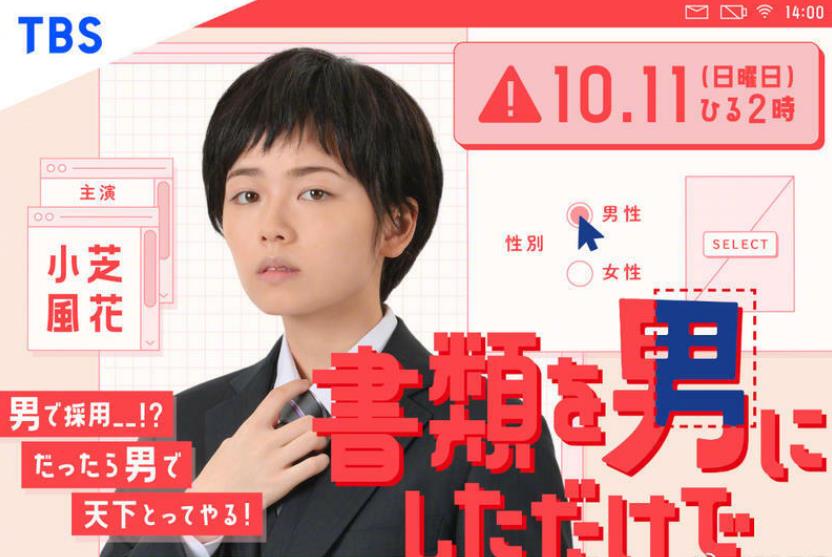 TBS
14:00
10.11
(日曜日)
ひる2時
主演
小芝
風花
性別
男性
女性
SELECT
男で採用__!?
だったら男で
天下とってやる!
書類を男に
しただけで